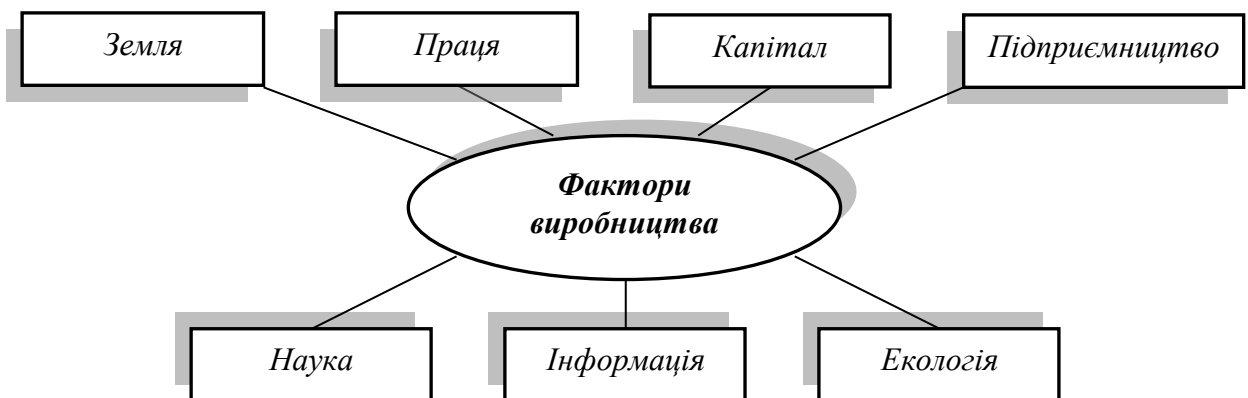 Земля
Праця
Капітал
Підприємництво
Фактори
виробництва
Наука
Інформація
Екологія